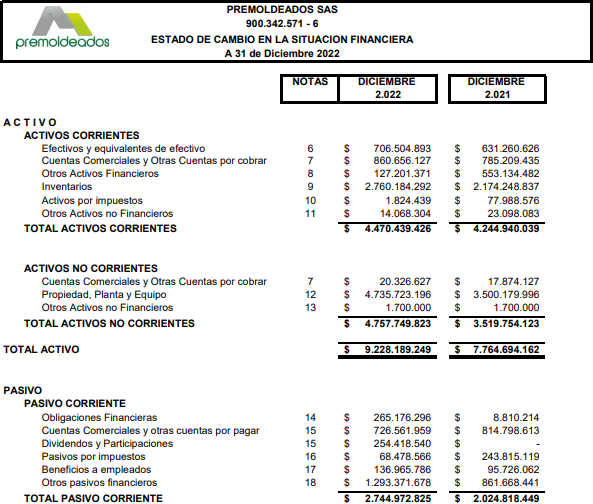 premoldeados
PREMOLDEADOS SAS
900.342.571 - 6
ESTADO DE CAMBIO EN LA SITUACION FINANCIERA
A 31 de Diciembre 2022
NOTAS DICIEMBRE DICIEMBRE
2.022 2.021
A C T I V O
ACTIVOS CORRIENTES
Efectivos y equivalentes de efectivo 6 $ 706.504.893 $ 631.260.626
Cuentas Comerciales y Otras Cuentas por cobrar 7 $ 860.656.127 $ 785.209.435
Otros Activos Financieros 8 $ 127.201.371 $ 553.134.482
Inventarios 9 $ 2.760.184.292 $ 2.174.248.837
Activos por impuestos 10 $ 1.824.439 $ 77.988.576
Otros Activos no Financieros 11 $ 14.068.304 $ 23.098.083
TOTAL ACTIVOS CORRIENTES $ 4.470.439.426 $ 4.244.940.039
ACTIVOS NO CORRIENTES
Cuentas Comerciales y Otras Cuentas por cobrar 7 $ 20.326.627 $ 17.874.127
Propiedad, Planta y Equipo 12 $ 4.735.723.196 $ 3.500.179.996
Otros Activos no Financieros 13 $ 1.700.000 $ 1.700.000
TOTAL ACTIVOS NO CORRIENTES $ 4.757.749.823 $ 3.519.754.123
TOTAL ACTIVO $ 9.228.189.249 $ 7.764.694.162
PASIVO
PASIVO CORRIENTE
Obligaciones Financieras 14 $ 265.176.296 $ 8.810.214
Cuentas Comerciales y otras cuentas por pagar 15 $ 726.561.959 $ 814.798.613
Dividendos y Participaciones 15 $ 254.418.540 $ -
Pasivos por impuestos 16 $ 68.478.566 $ 243.815.119
Beneficios a empleados 17 $ 136.965.786 $ 95.726.062
Otros pasivos financieros 18 $ 1.293.371.678 $ 861.668.441
TOTAL PASIVO CORRIENTE $ 2.744.972.825 $ 2.024.818.449